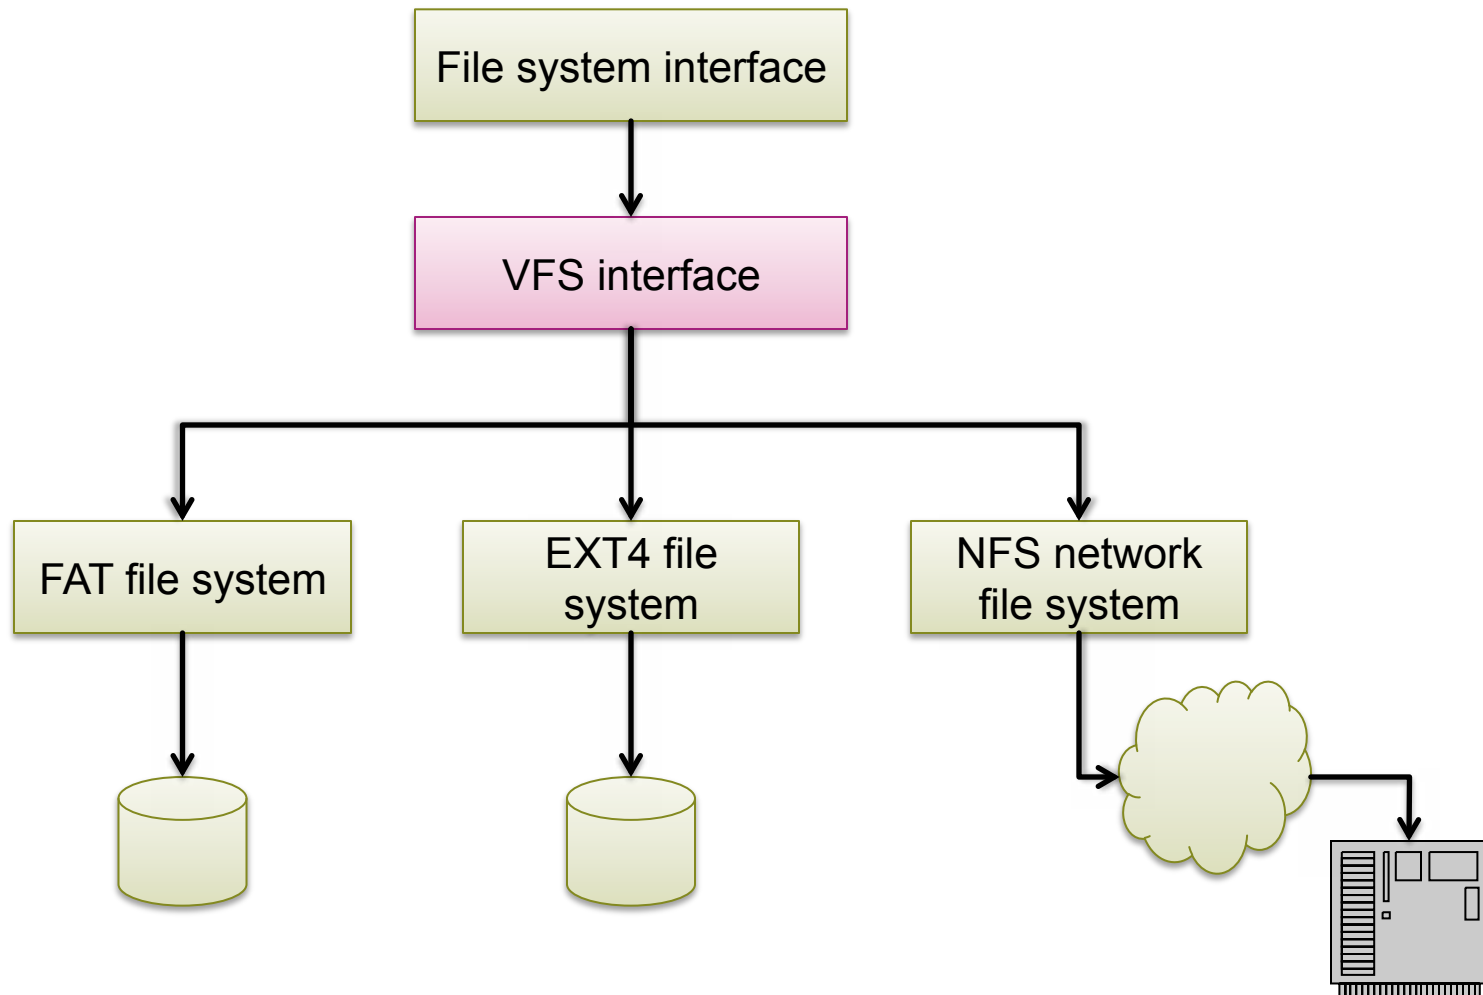 File system interface
VFS interface
FAT file system
EXT4 file
system
NFS network
file system